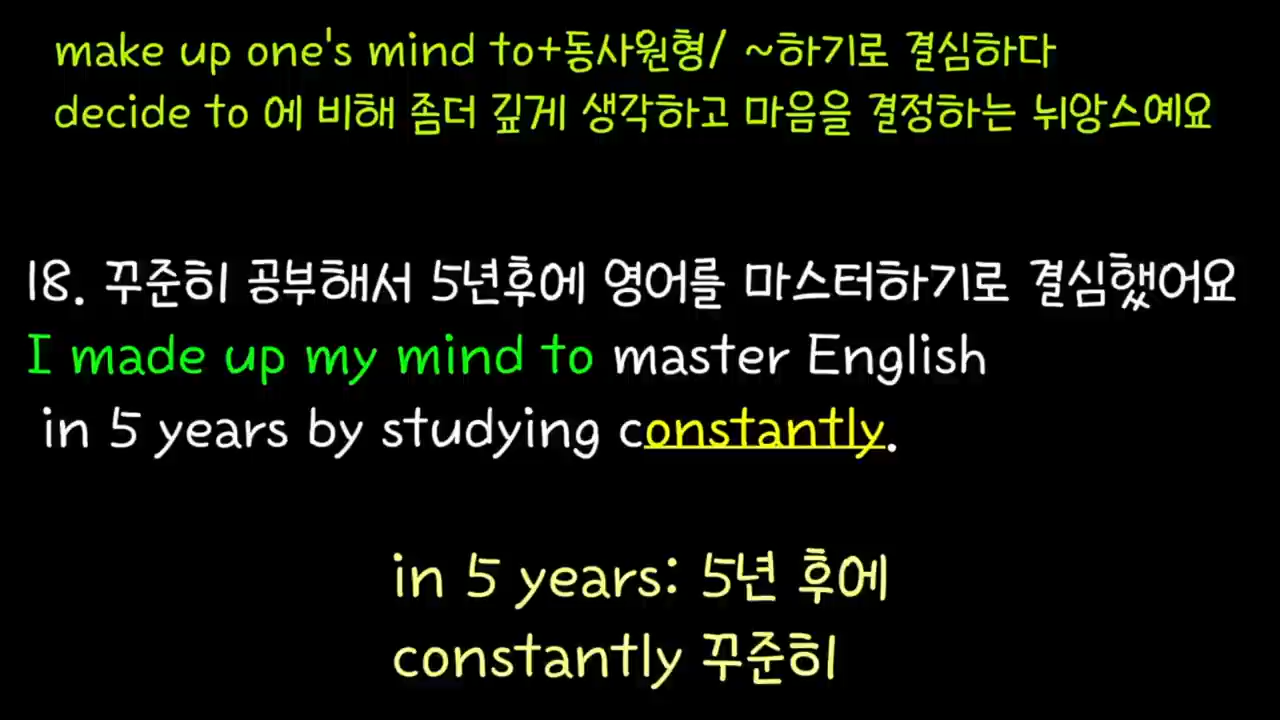 make up one's mind to+동사원형/ ~하기로 결심하다
decide to 에 비해 좀더 깊게 생각하고 마음을 결정하는 뉘앙스예요
18. 꾸준히 공부해서 5년후에 영어를 마스터하기로 결심했어요
I made up my mind to master English
in 5 years by studying constantly.
in 5 years: 5년 후에
constantly 꾸준히